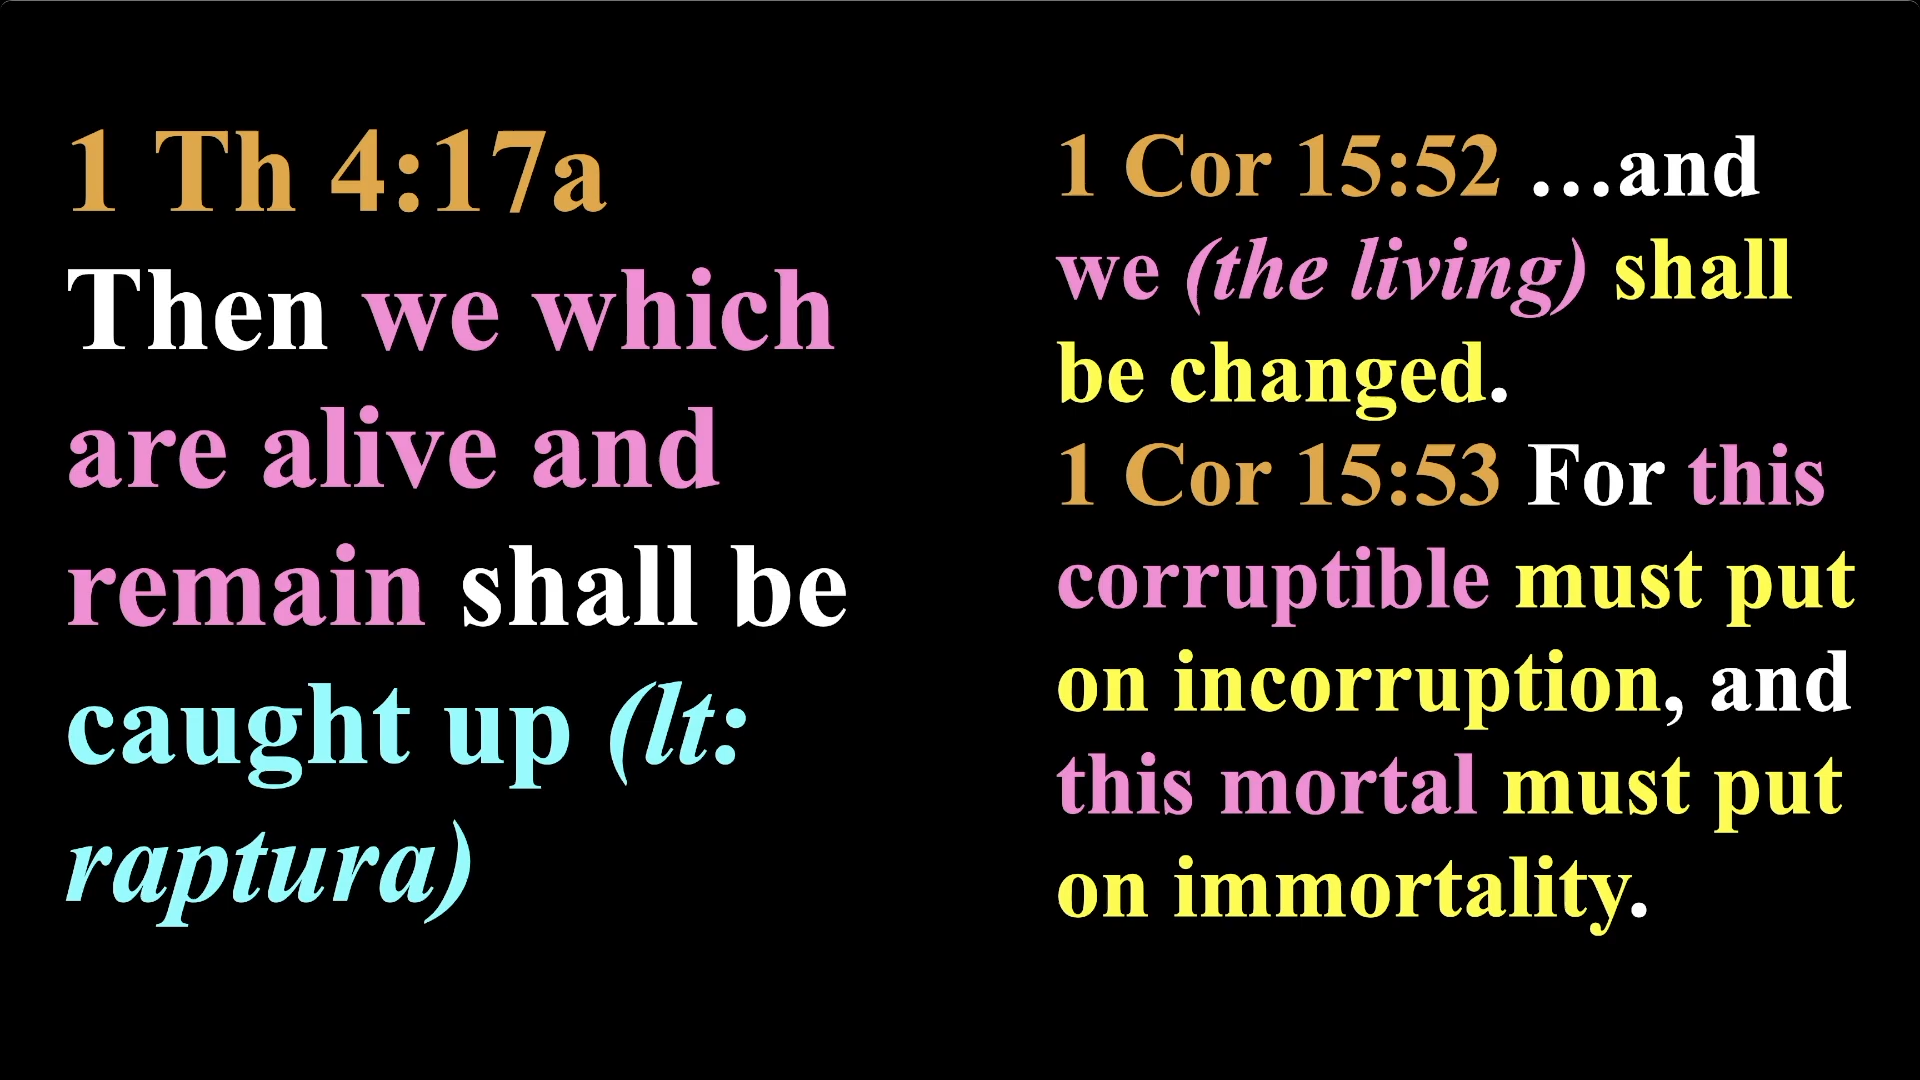 1 Th 4:17a
Then we which
are alive and
remain shall be
caught up (lt:
raptura)
1 Cor 15:52 …and
we (the living) shall
be changed.
1 Cor 15:53 For this
corruptible must put
on incorruption, and
this mortal must put
on immortality.